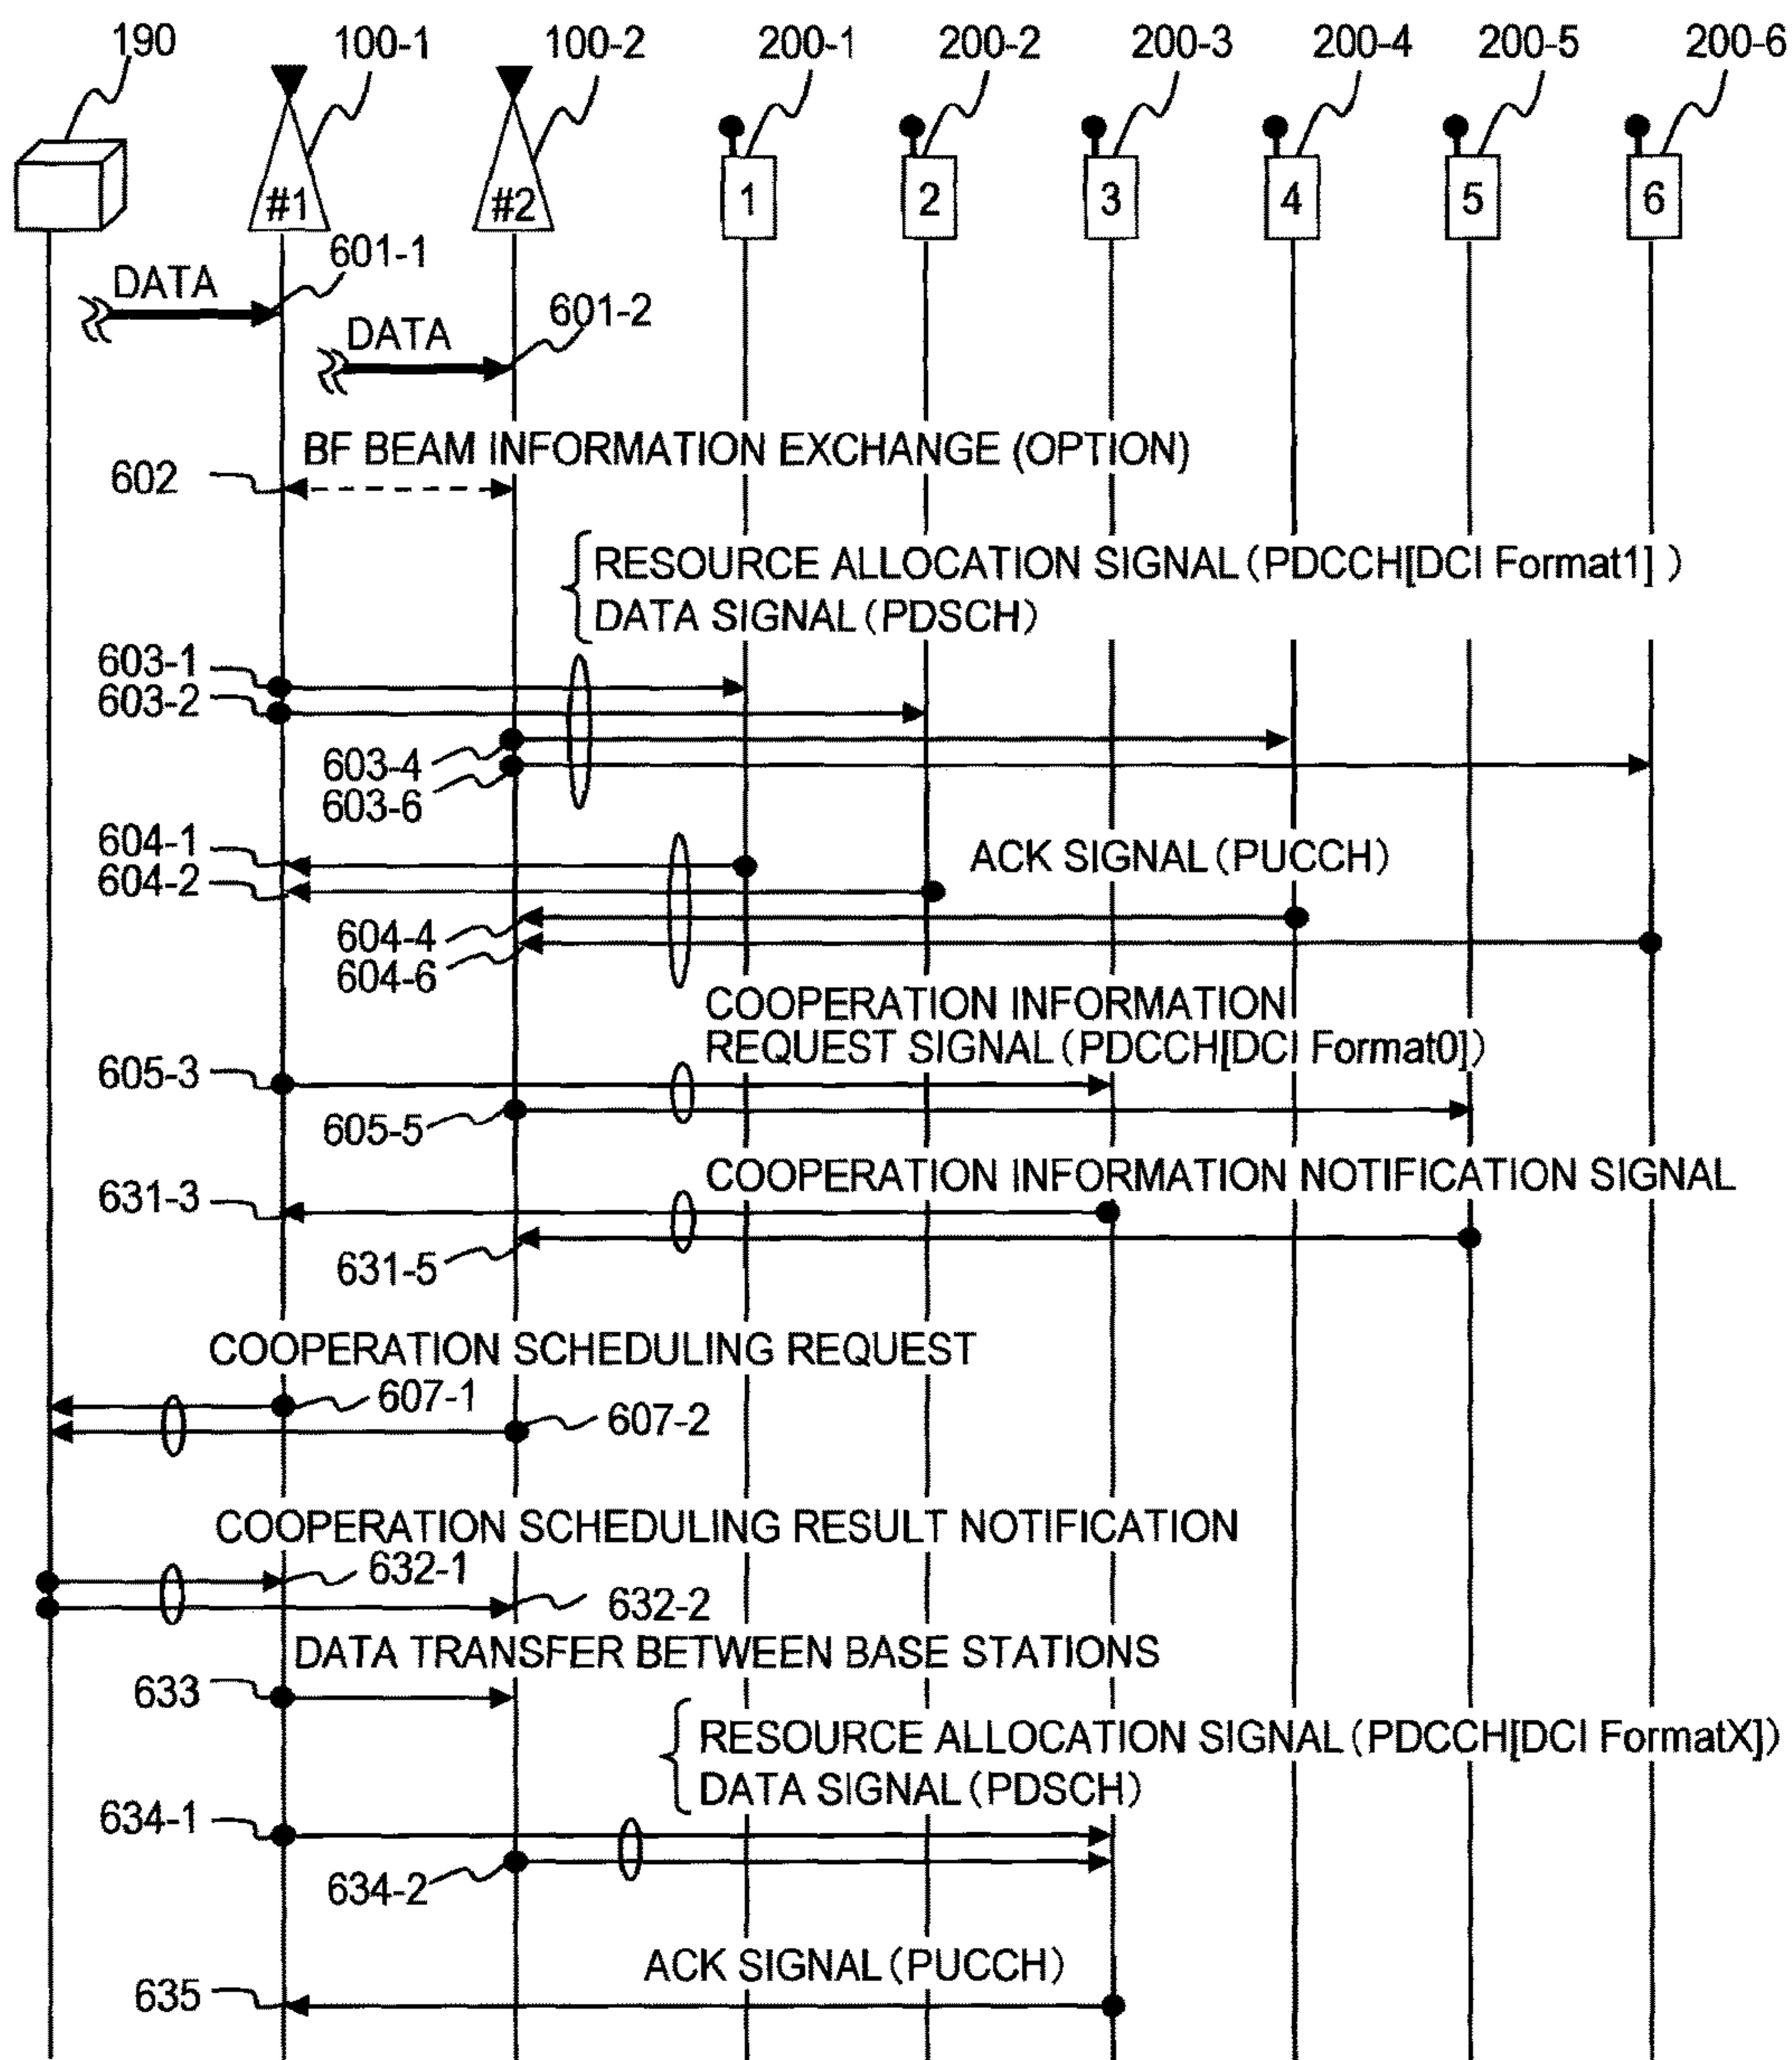 190 100-1 100-2 200-1 200-2 200-3 200-4 200-5 200-6
#1 #2 1 2 3 4 5 6
601-1
DATA
601-2
DATA
BF BEAM INFORMATION EXCHANGE (OPTION)
602
RESOURCE ALLOCATION SIGNAL (PDCCH[DCI Format1] )
DATA SIGNAL (PDSCH)
603-1
603-2
603-4
603-6
604-1
ACK SIGNAL (PUCCH)
604-2
604-4
604-6
COOPERATION INFORMATION
REQUEST SIGNAL (PDCCH[DCI Format0])
605-3
605-5
COOPERATION INFORMATION NOTIFICATION SIGNAL
631-3
631-5
COOPERATION SCHEDULING REQUEST
607-1
607-2
COOPERATION SCHEDULING RESULT NOTIFICATION
632-1
632-2
DATA TRANSFER BETWEEN BASE STATIONS
633
RESOURCE ALLOCATION SIGNAL (PDCCH[DCI FormatX])
DATA SIGNAL (PDSCH)
634-1
634-2
ACK SIGNAL (PUCCH)
635